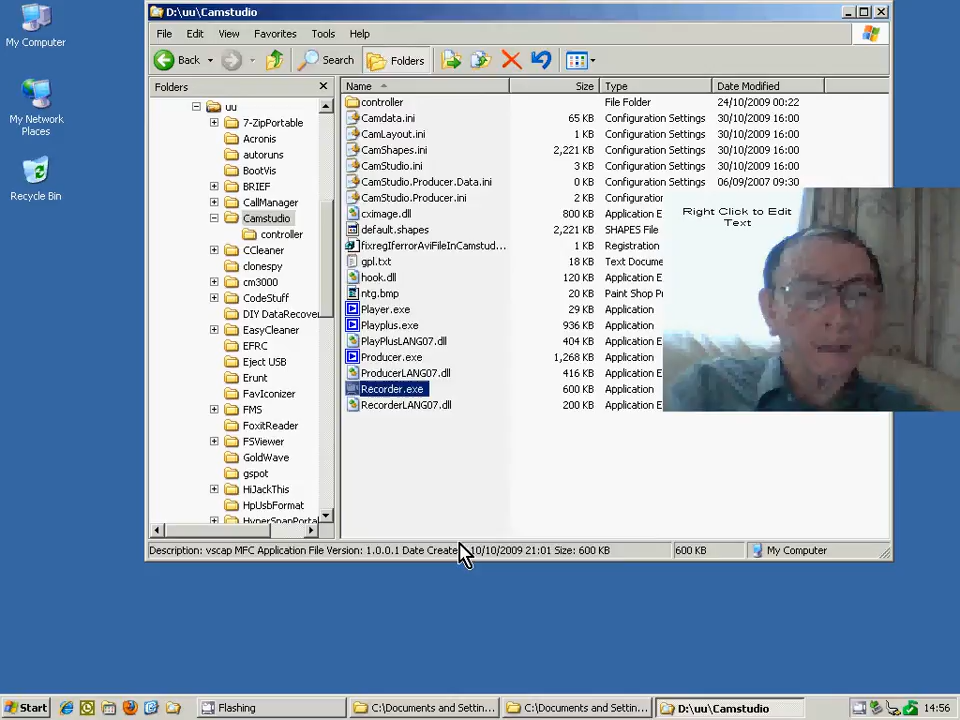 My Computer
My Network
Places
Recycle Bin
D:\uu\Camstudio
File Edit View Favorites Tools Help
Back Search Folders
Folders
uu
7-ZipPortable
Acronis
autoruns
BootVis
BRIEF
CallManager
Camstudio
controller
CCleaner
clonespy
cm3000
CodeStuff
DIY DataRecover
EasyCleaner
EFRC
Eject USB
Erunt
FavIconizer
FMS
FoxitReader
FSViewer
GoldWave
gspot
HiJackThis
HpUsbFormat
HyperSnapPorta
Name Size Type Date Modified
controller File Folder 24/10/2009 00:22
Camdata.ini 65 KB Configuration Settings 30/10/2009 16:00
CamLayout.ini 1 KB Configuration Settings 30/10/2009 16:00
CamShapes.ini 2,221 KB Configuration Settings 30/10/2009 16:00
CamStudio.ini 3 KB Configuration Settings 30/10/2009 16:00
CamStudio.Producer.Data.ini 0 KB Configuration Settings 06/09/2007 09:30
CamStudio.Producer.ini 2 KB Configuration Settings
cximage.dll 800 KB Application E
default.shapes 2,221 KB SHAPES File
fixregIferrorAviFileInCamstud... 1 KB Registration
gpl.txt 18 KB Text Docume
hook.dll 120 KB Application E
ntg.bmp 20 KB Paint Shop Pr
Player.exe 29 KB Application
Playplus.exe 936 KB Application
PlayPlusLANG07.dll 404 KB Application E
Producer.exe 1,268 KB Application
ProducerLANG07.dll 416 KB Application E
Recorder.exe 600 KB Application
RecorderLANG07.dll 200 KB Application E
Right Click to Edit
Text
Description: vscap MFC Application File Version: 1.0.0.1 Date Create 10/10/2009 21:01 Size: 600 KB 600 KB My Computer
Start Flashing C:\Documents and Settin... C:\Documents and Settin... D:\uu\Camstudio 14:56